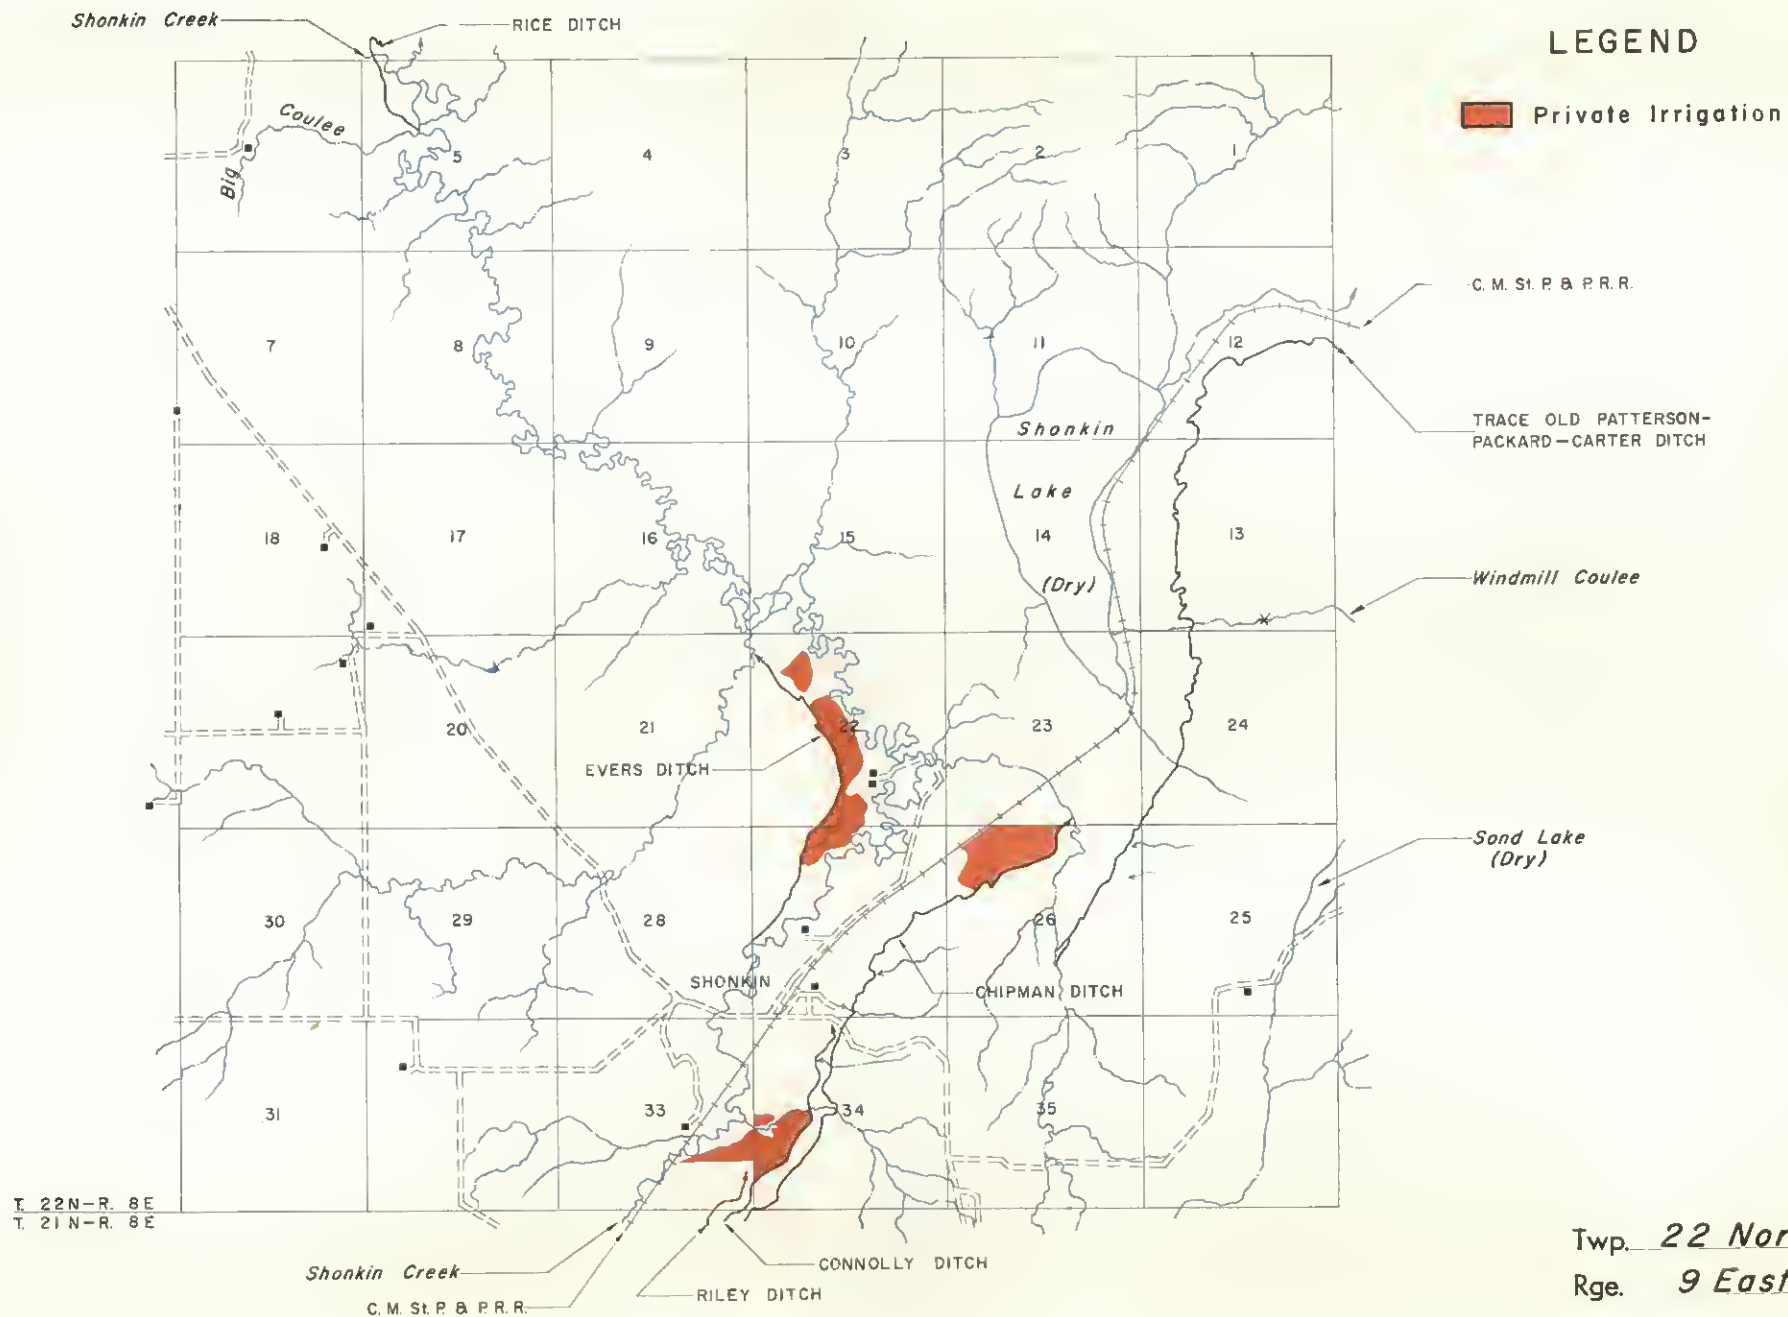 Shonkin Creek
RICE DITCH
LEGEND
Private Irrigation
Coulee
Big
5
4
3
2
1
C. M. St. P. & P. R. R.
7
8
9
10
11
12
TRACE OLD PATTERSON-
PACKARD-CARTER DITCH
Shonkin
Lake
(Dry)
18
17
16
15
14
13
Windmill Coulee
20
21
22
23
24
EVERS DITCH
Sand Lake
(Dry)
30
29
28
26
25
SHONKIN
CHIPMAN DITCH
31
33
34
35
T. 22N-R. 8E
T. 21N-R. 8E
Shonkin Creek
CONNOLLY DITCH
RILEY DITCH
C. M. St. P. & P. R. R.
Twp. 22 Nor
Rge. 9 East